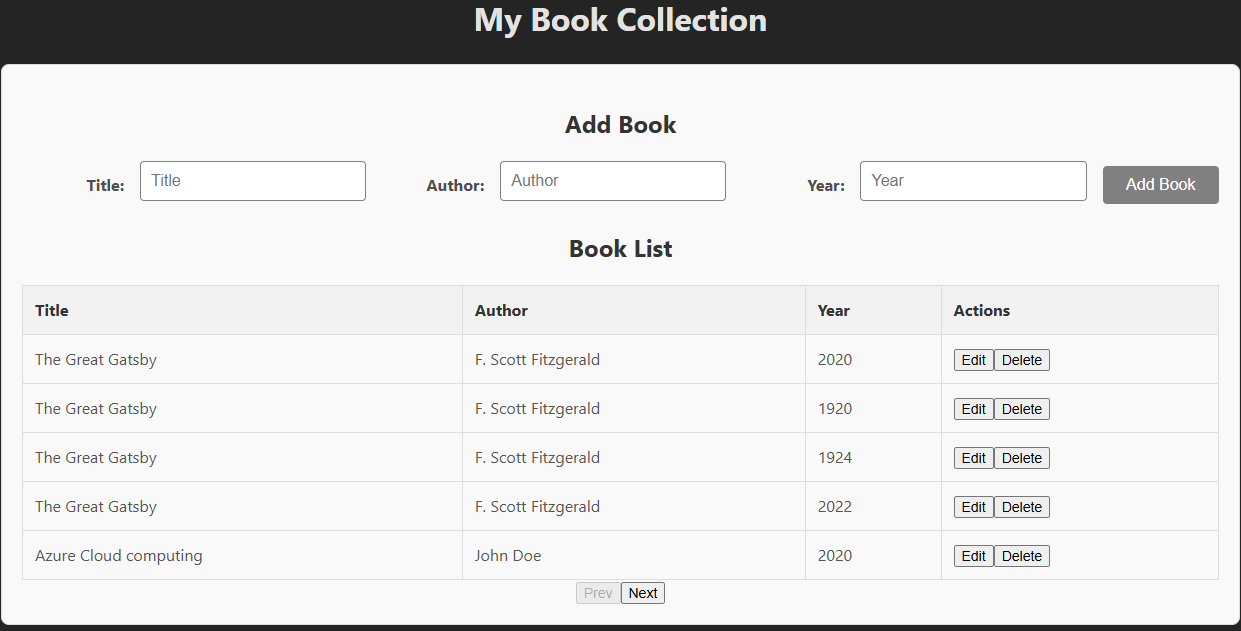 My Book Collection
Add Book
Title: Title Author: Author Year: Year Add Book
Book List
Title Author Year Actions
The Great Gatsby F. Scott Fitzgerald 2020 Edit Delete
The Great Gatsby F. Scott Fitzgerald 1920 Edit Delete
The Great Gatsby F. Scott Fitzgerald 1924 Edit Delete
The Great Gatsby F. Scott Fitzgerald 2022 Edit Delete
Azure Cloud computing John Doe 2020 Edit Delete
Prev Next